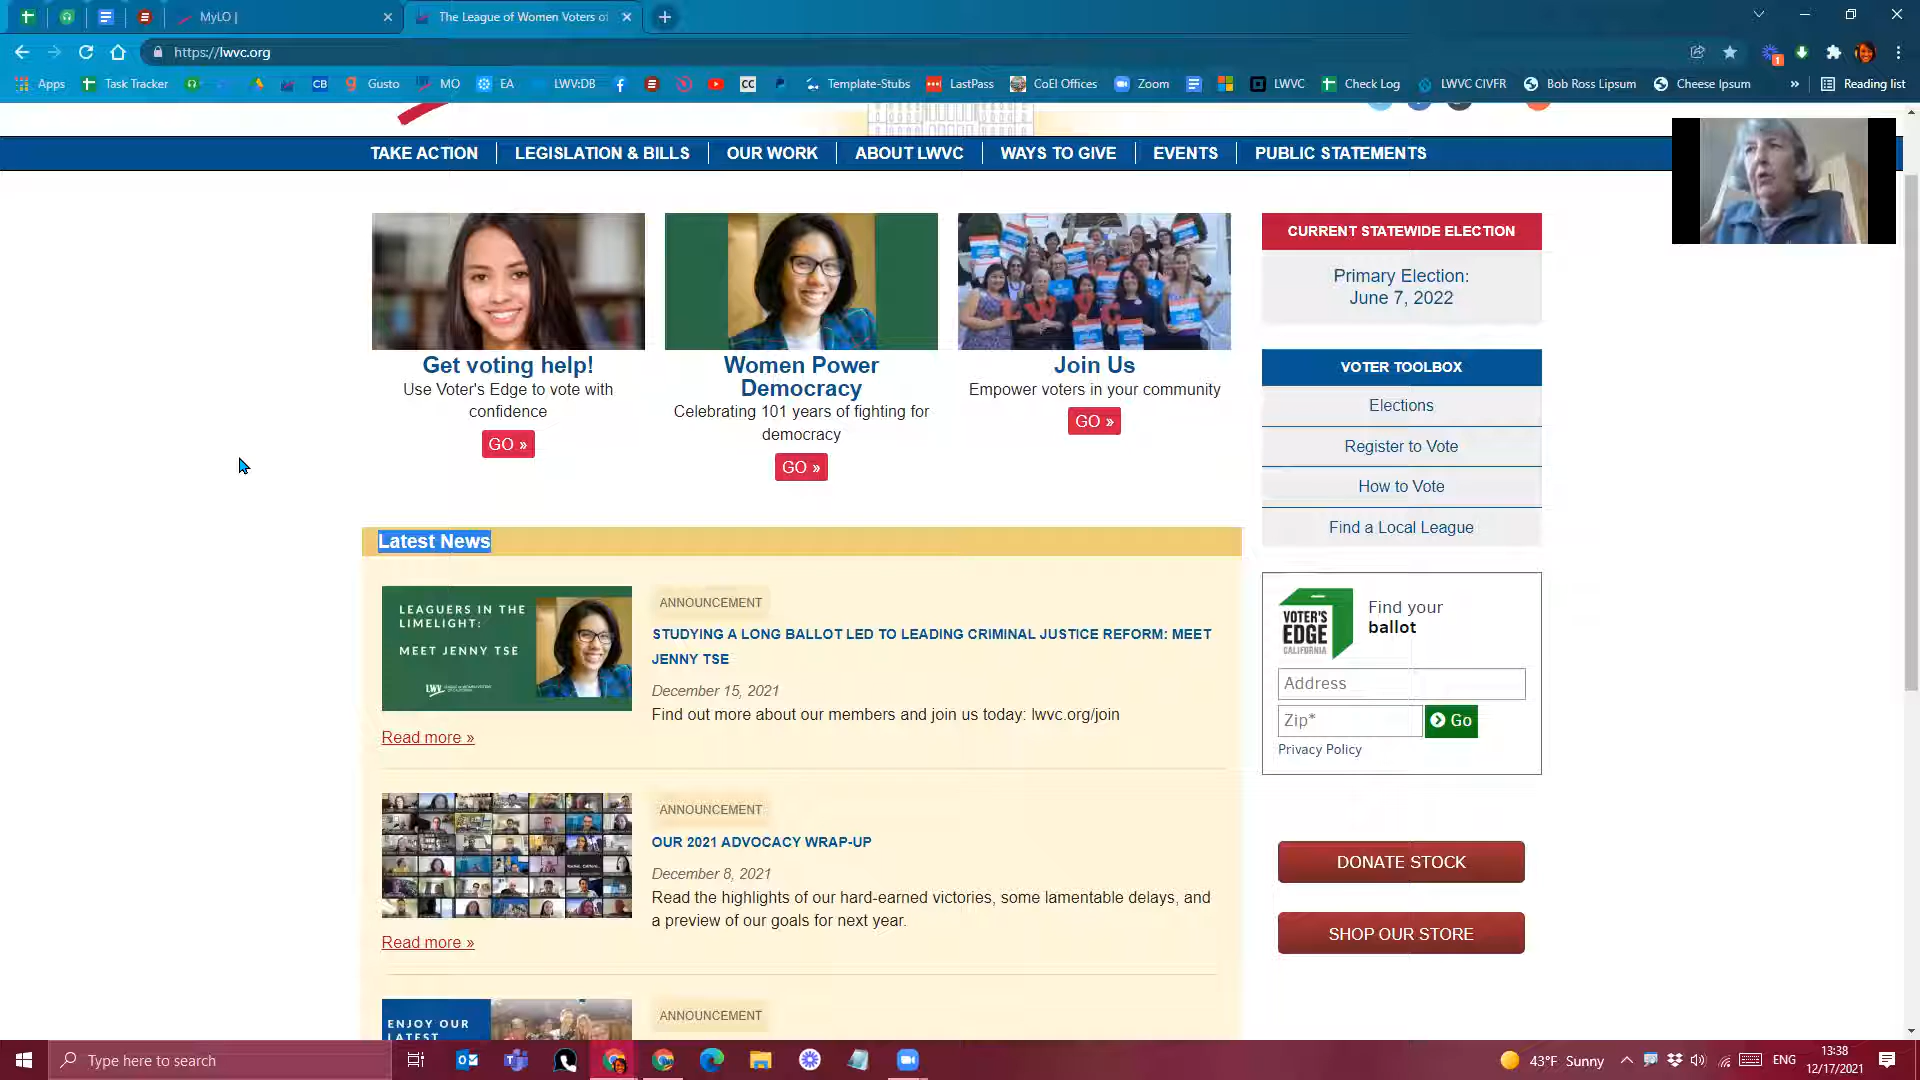 MyLO |
The League of Women Voters of
https://lwvc.org
Apps
Task Tracker
CB
Gusto
MO
EA
LWV:DB
CC
Template-Stubs
LastPass
CoEI Offices
Zoom
LWVC
Check Log
LWVC CIVFR
Bob Ross Lipsum
Cheese Ipsum
»
Reading list
TAKE ACTION
LEGISLATION & BILLS
OUR WORK
ABOUT LWVC
WAYS TO GIVE
EVENTS
PUBLIC STATEMENTS
Get voting help!
Use Voter's Edge to vote with
confidence
GO »
Women Power
Democracy
Celebrating 101 years of fighting for
democracy
GO »
Join Us
Empower voters in your community
GO »
CURRENT STATEWIDE ELECTION
Primary Election:
June 7, 2022
VOTER TOOLBOX
Elections
Register to Vote
How to Vote
Find a Local League
Latest News
LEAGUERS IN THE
LIMELIGHT:
MEET JENNY TSE
LWV
ANNOUNCEMENT
STUDYING A LONG BALLOT LED TO LEADING CRIMINAL JUSTICE REFORM: MEET
JENNY TSE
December 15, 2021
Find out more about our members and join us today: lwvc.org/join
Read more »
ANNOUNCEMENT
OUR 2021 ADVOCACY WRAP-UP
December 8, 2021
Read the highlights of our hard-earned victories, some lamentable delays, and
a preview of our goals for next year.
Read more »
ENJOY OUR
LATEST
ANNOUNCEMENT
VOTER'S
EDGE
CALIFORNIA
Find your
ballot
Address
Zip*
Go
Privacy Policy
DONATE STOCK
SHOP OUR STORE
Type here to search
43°F Sunny
ENG
13:38
12/17/2021